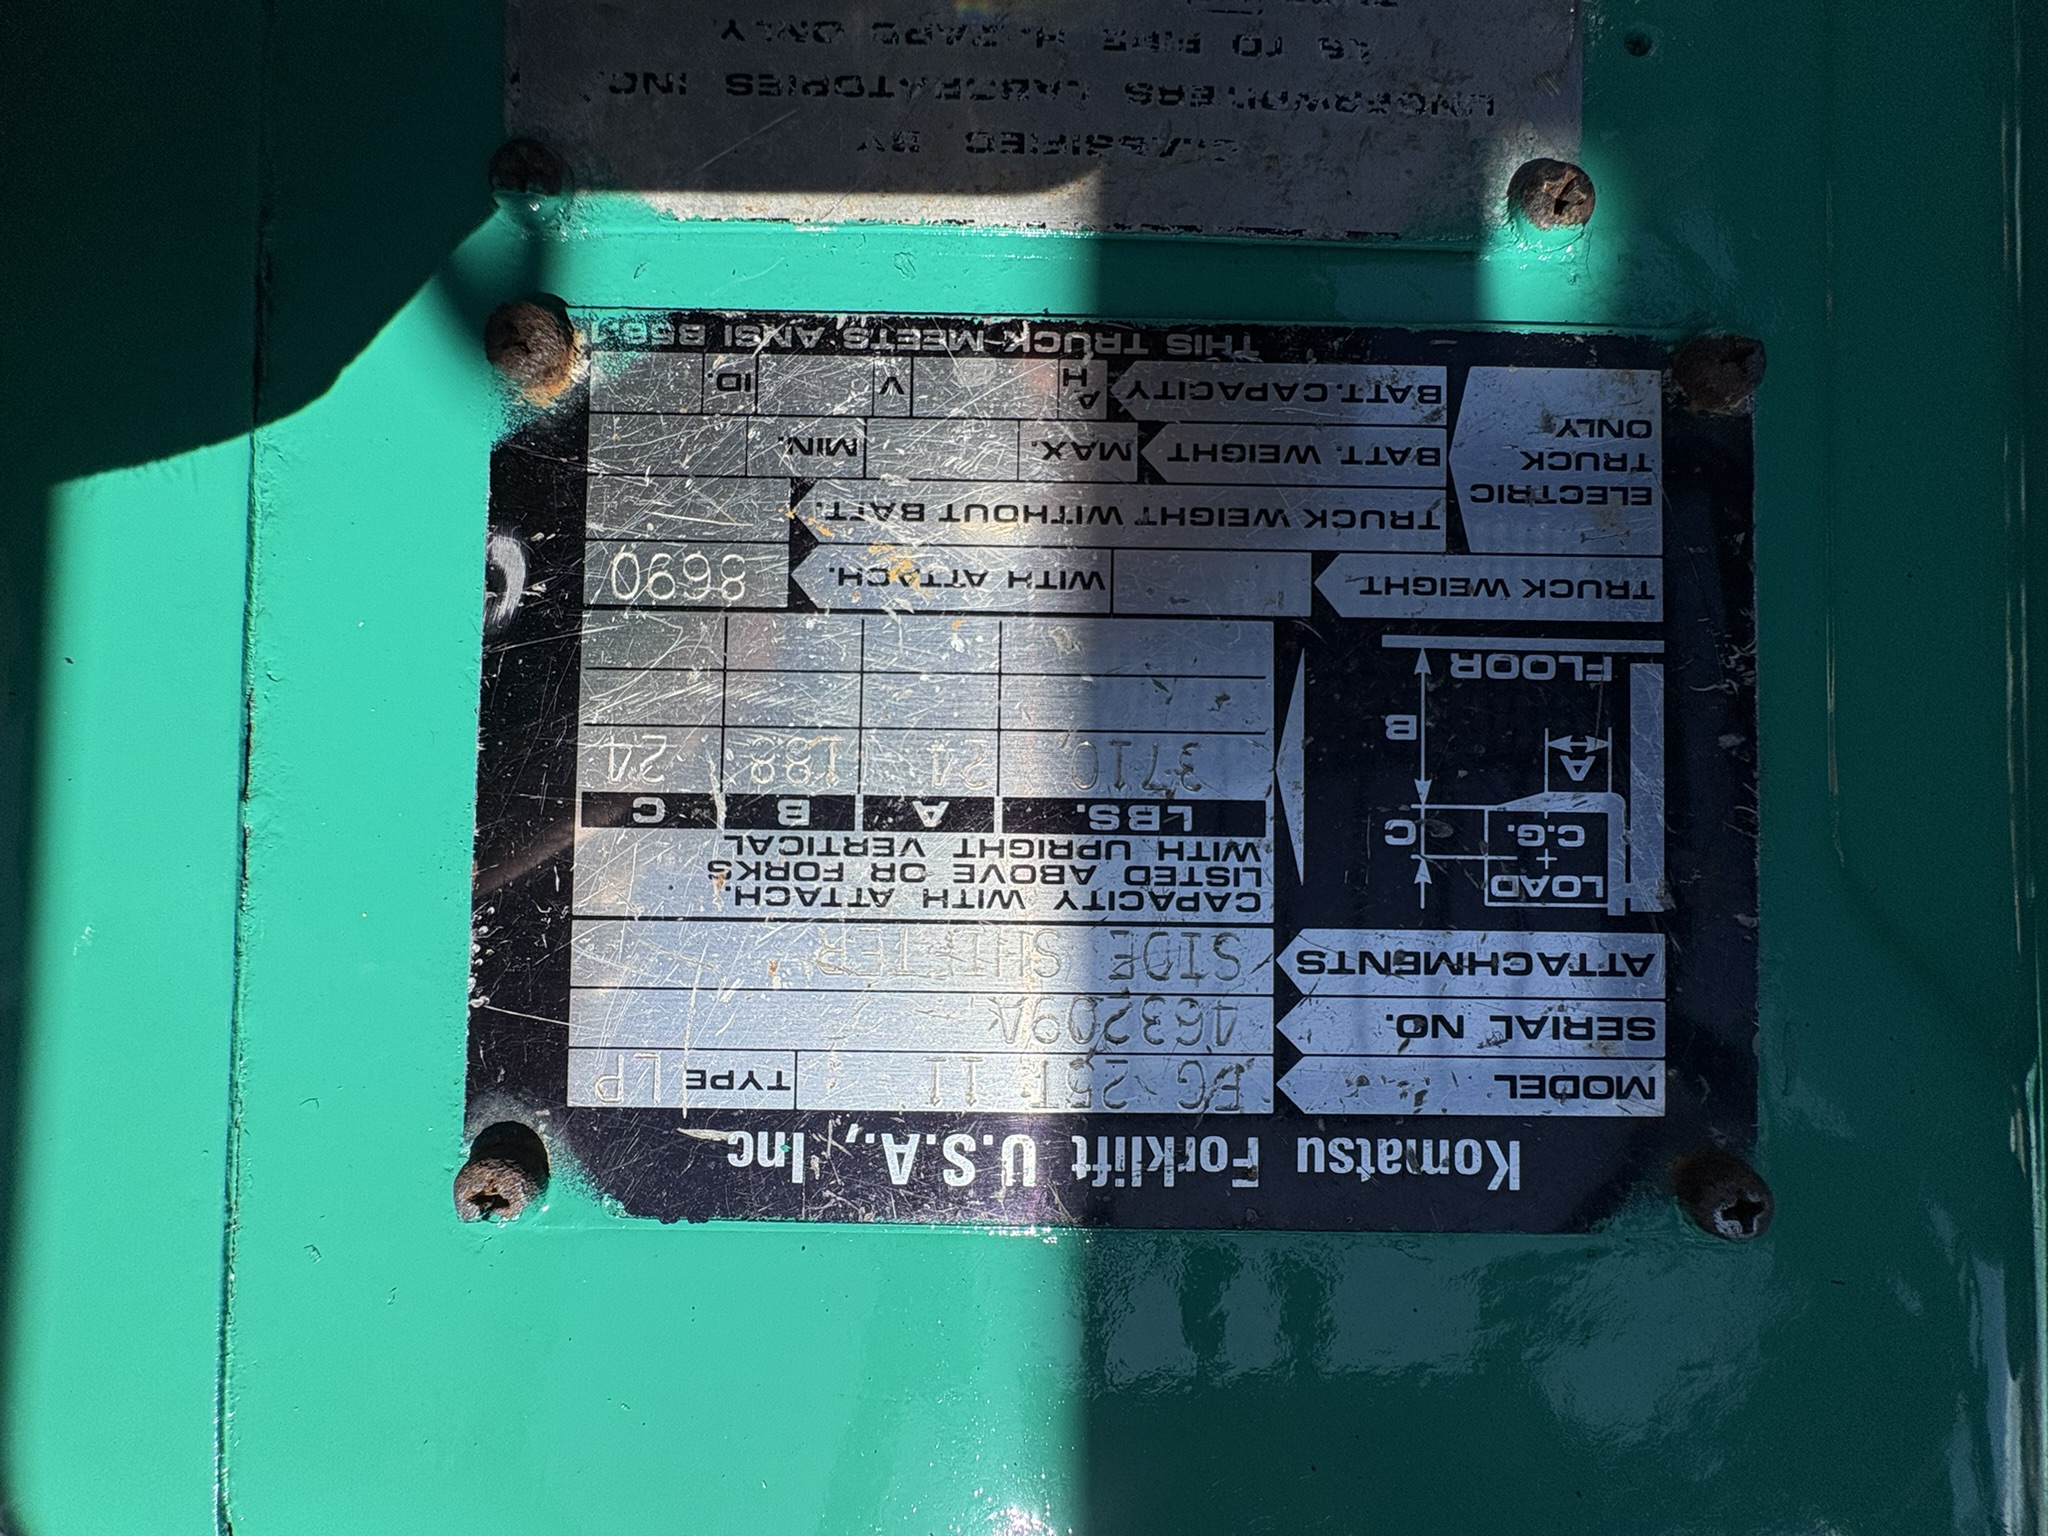 Komatsu Forklift U.S.A., Inc.
MODEL FG 25T 11 TYPE LP
SERIAL NO. 463209A
ATTACHMENTS SIDE SHIFTER
LOAD
C.G.
C
A
B
FLOOR
CAPACITY WITH ATTACH.
LISTED ABOVE OR FORKS
WITH UPRIGHT VERTICAL
LBS. A B C
3710 24 188 24
TRUCK WEIGHT WITH ATTACH. 8690
ELECTRIC
TRUCK
ONLY
TRUCK WEIGHT WITHOUT BATT.
BATT. WEIGHT MAX. MIN.
BATT. CAPACITY AH V ID.
THIS TRUCK MEETS ANSI B56.1
CLASSIFIED BY
UNDERWRITERS LABORATORIES INC.
AS TO FIRE HAZARD ONLY